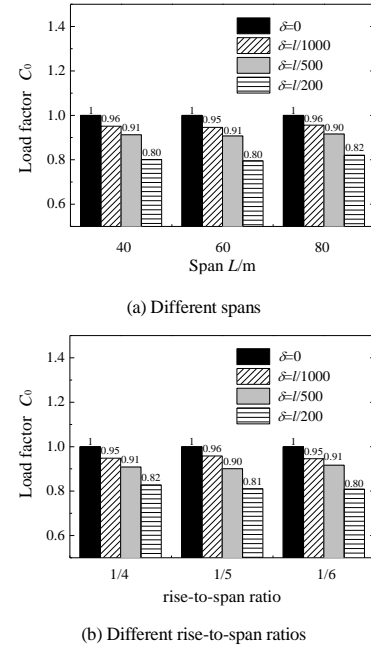 1.4
1.2
1.0
0.8
0.6
Load factor C0
δ=0
δ=l/1000
δ=l/500
δ=l/200
1 0.96 0.91 0.80 1 0.95 0.91 0.80 1 0.96 0.90 0.82
40 60 80
Span L/m
(a) Different spans
1.4
1.2
1.0
0.8
0.6
Load factor C0
δ=0
δ=l/1000
δ=l/500
δ=l/200
1 0.95 0.91 0.82 1 0.96 0.90 0.81 1 0.95 0.91 0.80
1/4 1/5 1/6
rise-to-span ratio
(b) Different rise-to-span ratios